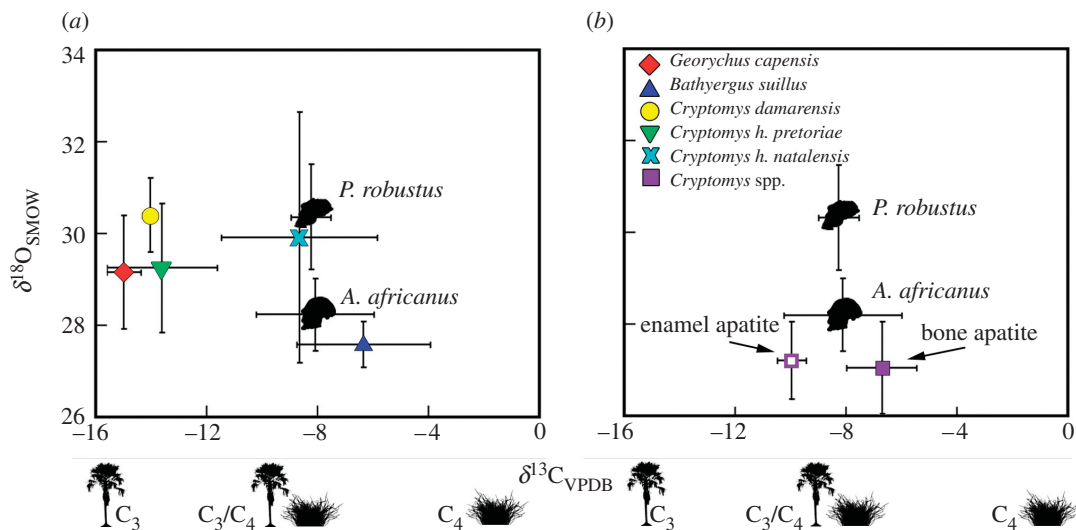 (a)
(b)
34
32
30
28
26
δ18OSMOW
P. robustus
A. africanus
−16
−12
−8
−4
0
Georychus capensis
Bathyergus suillus
Cryptomys damarensis
Cryptomys h. pretoriae
Cryptomys h. natalensis
Cryptomys spp.
P. robustus
A. africanus
enamel apatite
bone apatite
−16
−12
−8
−4
0
δ13CVPDB
C3
C3/C4
C4
C3
C3/C4
C4